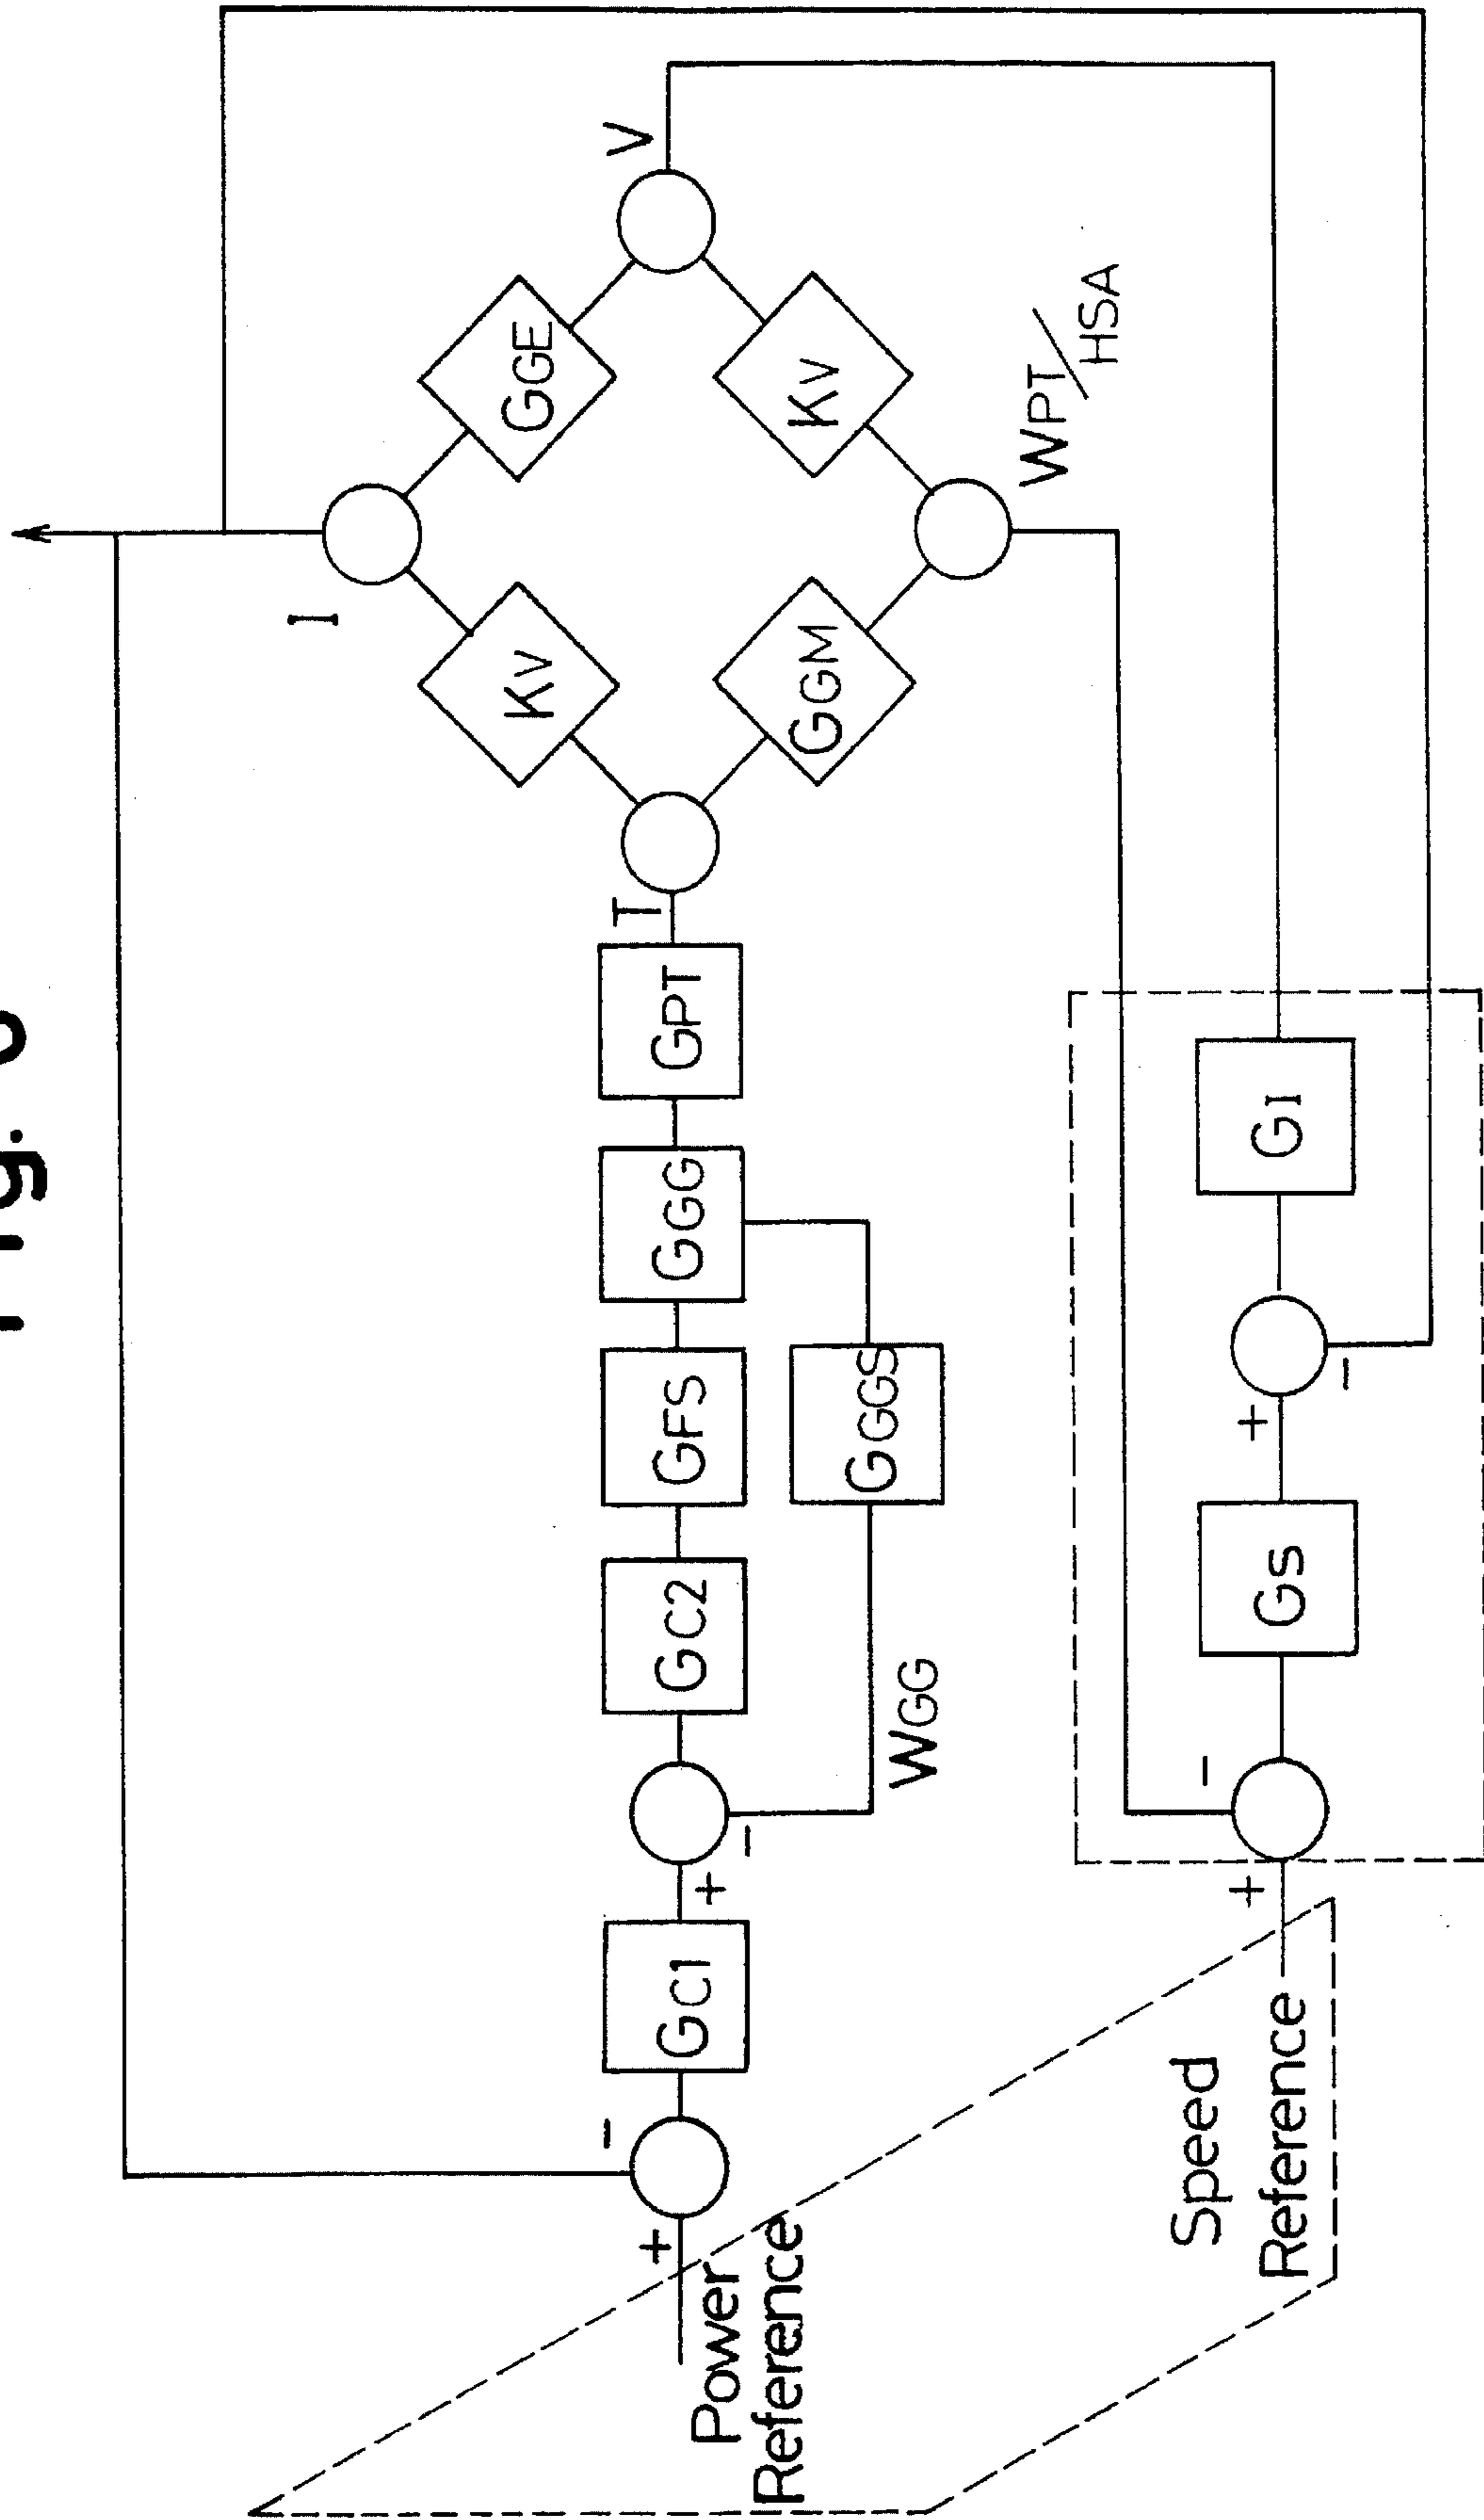 I
V
KV
GGE
T
GGM
KV
WPT/HSA
Power
Reference
+
-
GC1
+
-
GC2
GFS
GGG
GPT
GGGS
WGG
Speed
Reference
+
-
GS
+
-
GI